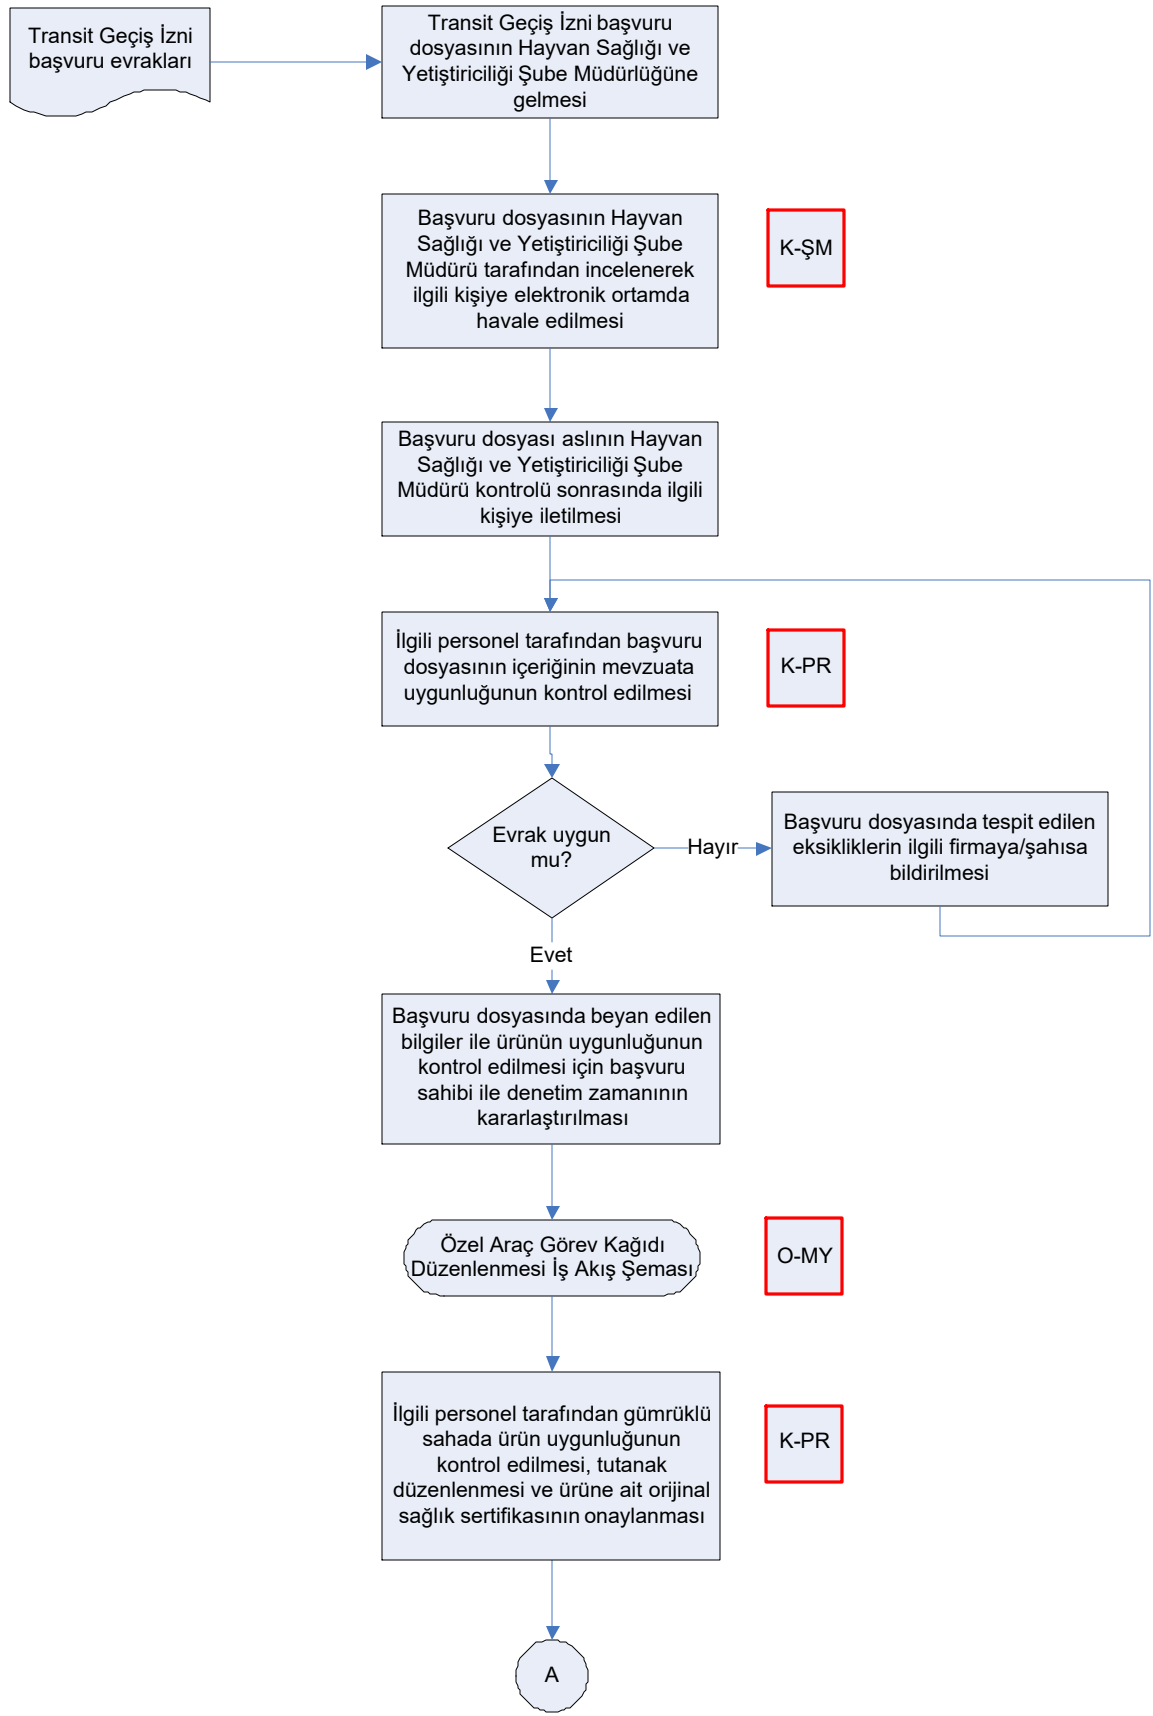 Transit Geçiş İzni
başvuru evrakları
Transit Geçiş İzni başvuru
dosyasının Hayvan Sağlığı ve
Yetiştiriciliği Şube Müdürlüğüne
gelmesi
Başvuru dosyasının Hayvan
Sağlığı ve Yetiştiriciliği Şube
Müdürü tarafından incelenerek
ilgili kişiye elektronik ortamda
havale edilmesi
K-ŞM
Başvuru dosyası aslının Hayvan
Sağlığı ve Yetiştiriciliği Şube
Müdürü kontrolü sonrasında ilgili
kişiye iletilmesi
İlgili personel tarafından başvuru
dosyasının içeriğinin mevzuata
uygunluğunun kontrol edilmesi
K-PR
Evrak uygun
mu?
Hayır
Başvuru dosyasında tespit edilen
eksikliklerin ilgili firmaya/şahısa
bildirilmesi
Evet
Başvuru dosyasında beyan edilen
bilgiler ile ürünün uygunluğunun
kontrol edilmesi için başvuru
sahibi ile denetim zamanının
kararlaştırılması
Özel Araç Görev Kağıdı
Düzenlenmesi İş Akış Şeması
O-MY
İlgili personel tarafından gümrüklü
sahada ürün uygunluğunun
kontrol edilmesi, tutanak
düzenlenmesi ve ürüne ait orijinal
sağlık sertifikasının onaylanması
K-PR
A